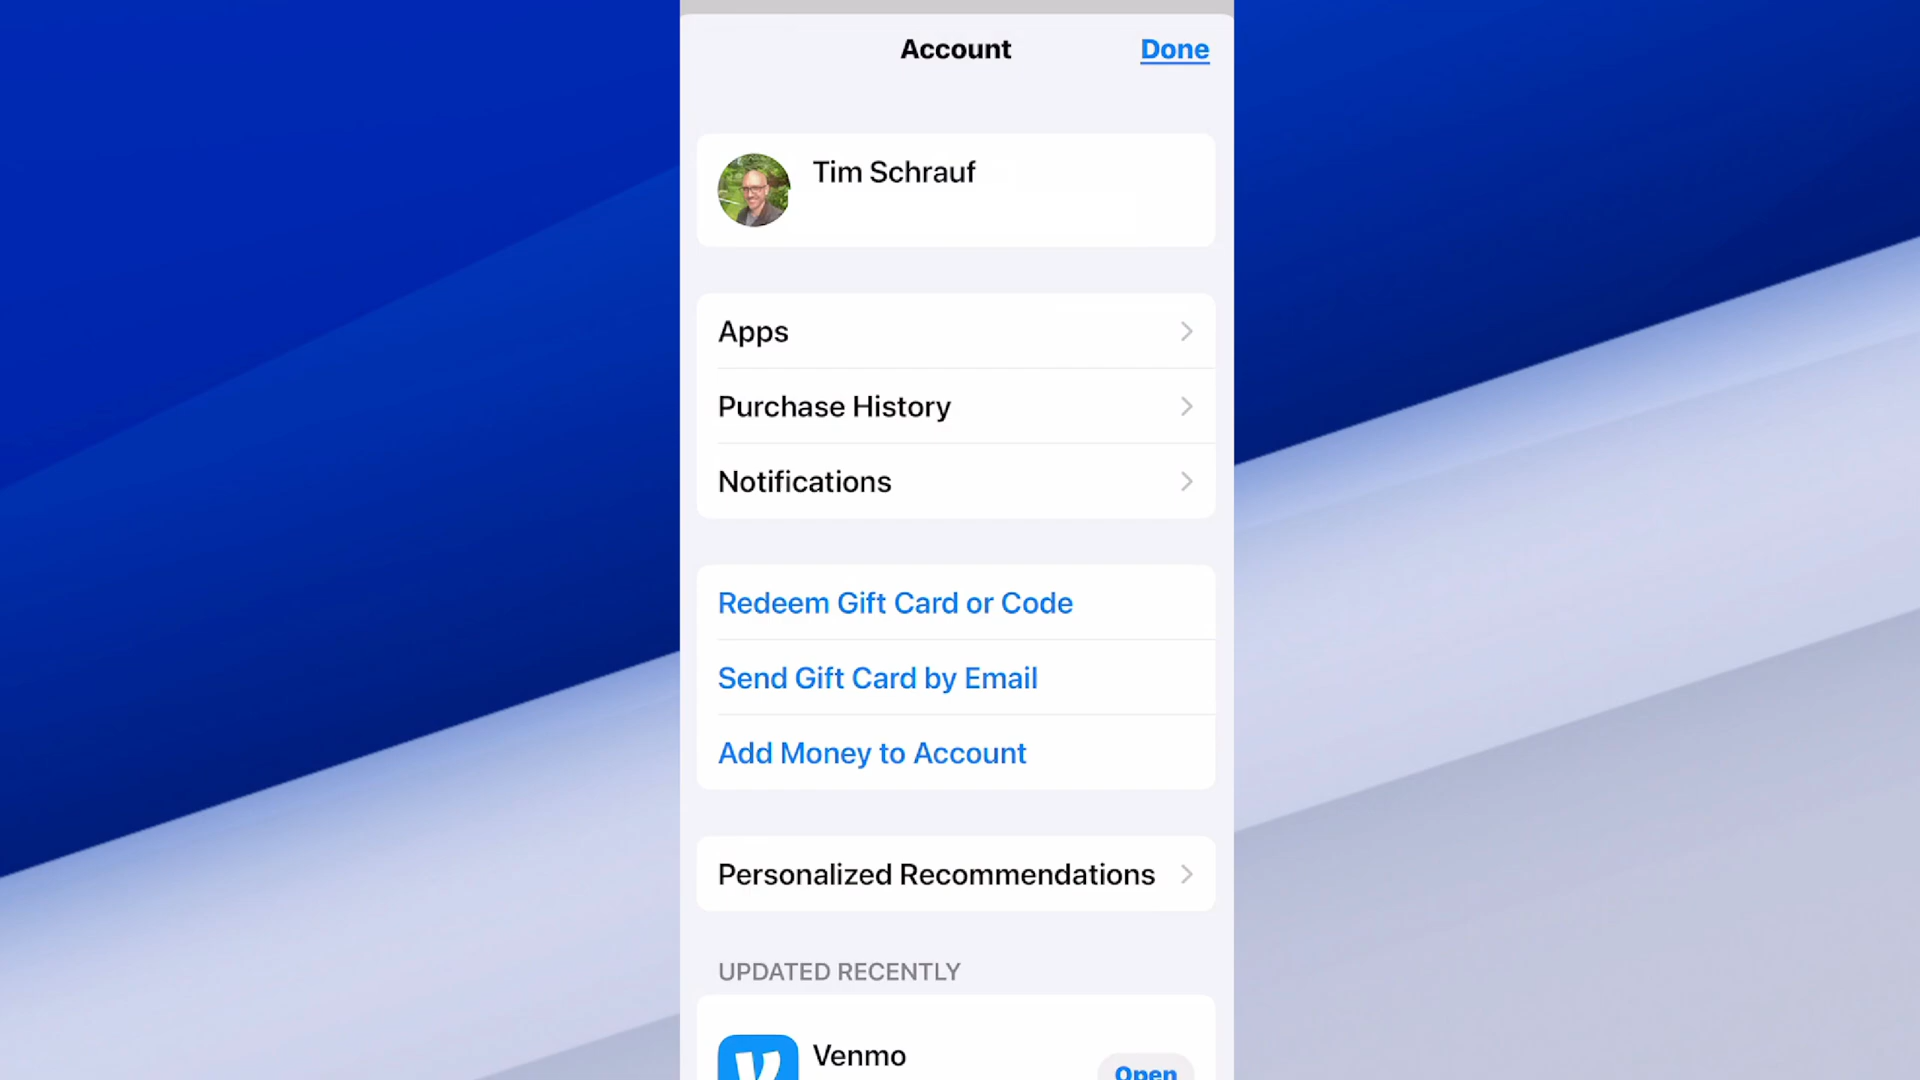 Account
Done
Tim Schrauf
Apps
Purchase History
Notifications
Redeem Gift Card or Code
Send Gift Card by Email
Add Money to Account
Personalized Recommendations
UPDATED RECENTLY
Venmo
Open